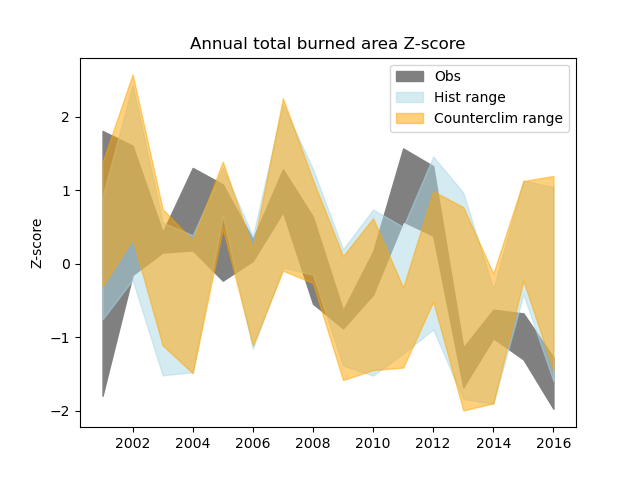 Annual total burned area Z-score
Obs
Hist range
Counterclim range
Z-score
2
1
0
−1
−2
2002 2004 2006 2008 2010 2012 2014 2016